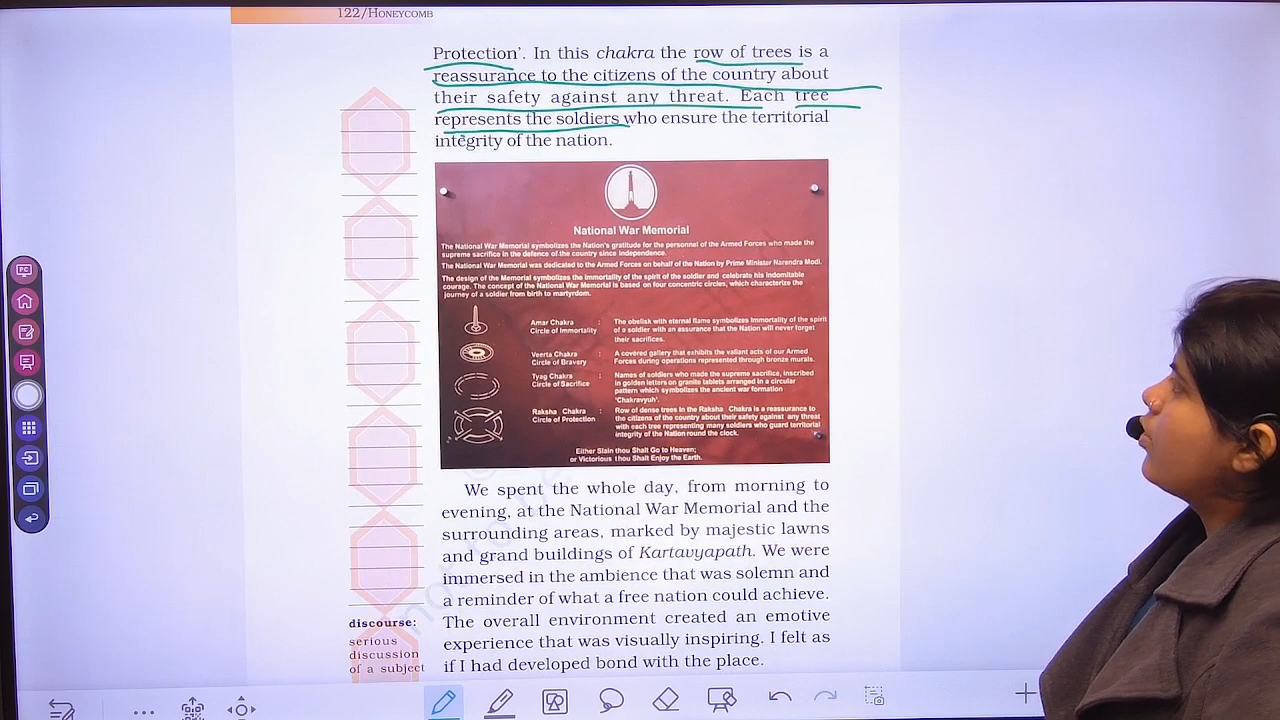 122/HONEYCOMB
Protection'. In this chakra the row of trees is a
reassurance to the citizens of the country about
their safety against any threat. Each tree
represents the soldiers who ensure the territorial
integrity of the nation.
National War Memorial
The National War Memorial symbolizes the Nation's gratitude for the personnel of the Armed Forces who made the
supreme sacrifice in the defence of the country since independence.
The National War Memorial was dedicated to the Armed Forces on behalf of the Nation by Prime Minister Narendra Modi.
The design of the Memorial symbolizes the immortality of the spirit of the soldier and celebrate his indomitable
courage. The concept of the National War Memorial is based on four concentric circles, which characterize the
journey of a soldier from birth to martyrdom.
Amar Chakra : The obelisk with eternal flame symbolizes immortality of the spirit
Circle of Immortality of a soldier with an assurance that the Nation will never forget
their sacrifices.
Veerta Chakra : A covered gallery that exhibits the valiant acts of our Armed
Circle of Bravery Forces during operations represented through bronze murals.
Tyag Chakra : Names of soldiers who made the supreme sacrifice, inscribed
Circle of Sacrifice in golden letters on granite tablets arranged in a circular
pattern which symbolizes the ancient war formation
'Chakravyuh'.
Raksha Chakra : Row of dense trees in the Raksha Chakra is a reassurance to
Circle of Protection the citizens of the country about their safety against any threat
with each tree representing many soldiers who guard territorial
integrity of the Nation round the clock.
Either Slain thou Shalt Go to Heaven;
or Victorious thou Shalt Enjoy the Earth.
We spent the whole day, from morning to
evening, at the National War Memorial and the
surrounding areas, marked by majestic lawns
and grand buildings of Kartavyapath. We were
immersed in the ambience that was solemn and
a reminder of what a free nation could achieve.
The overall environment created an emotive
experience that was visually inspiring. I felt as
if I had developed bond with the place.
discourse:
serious
discussion
of a subject
PC